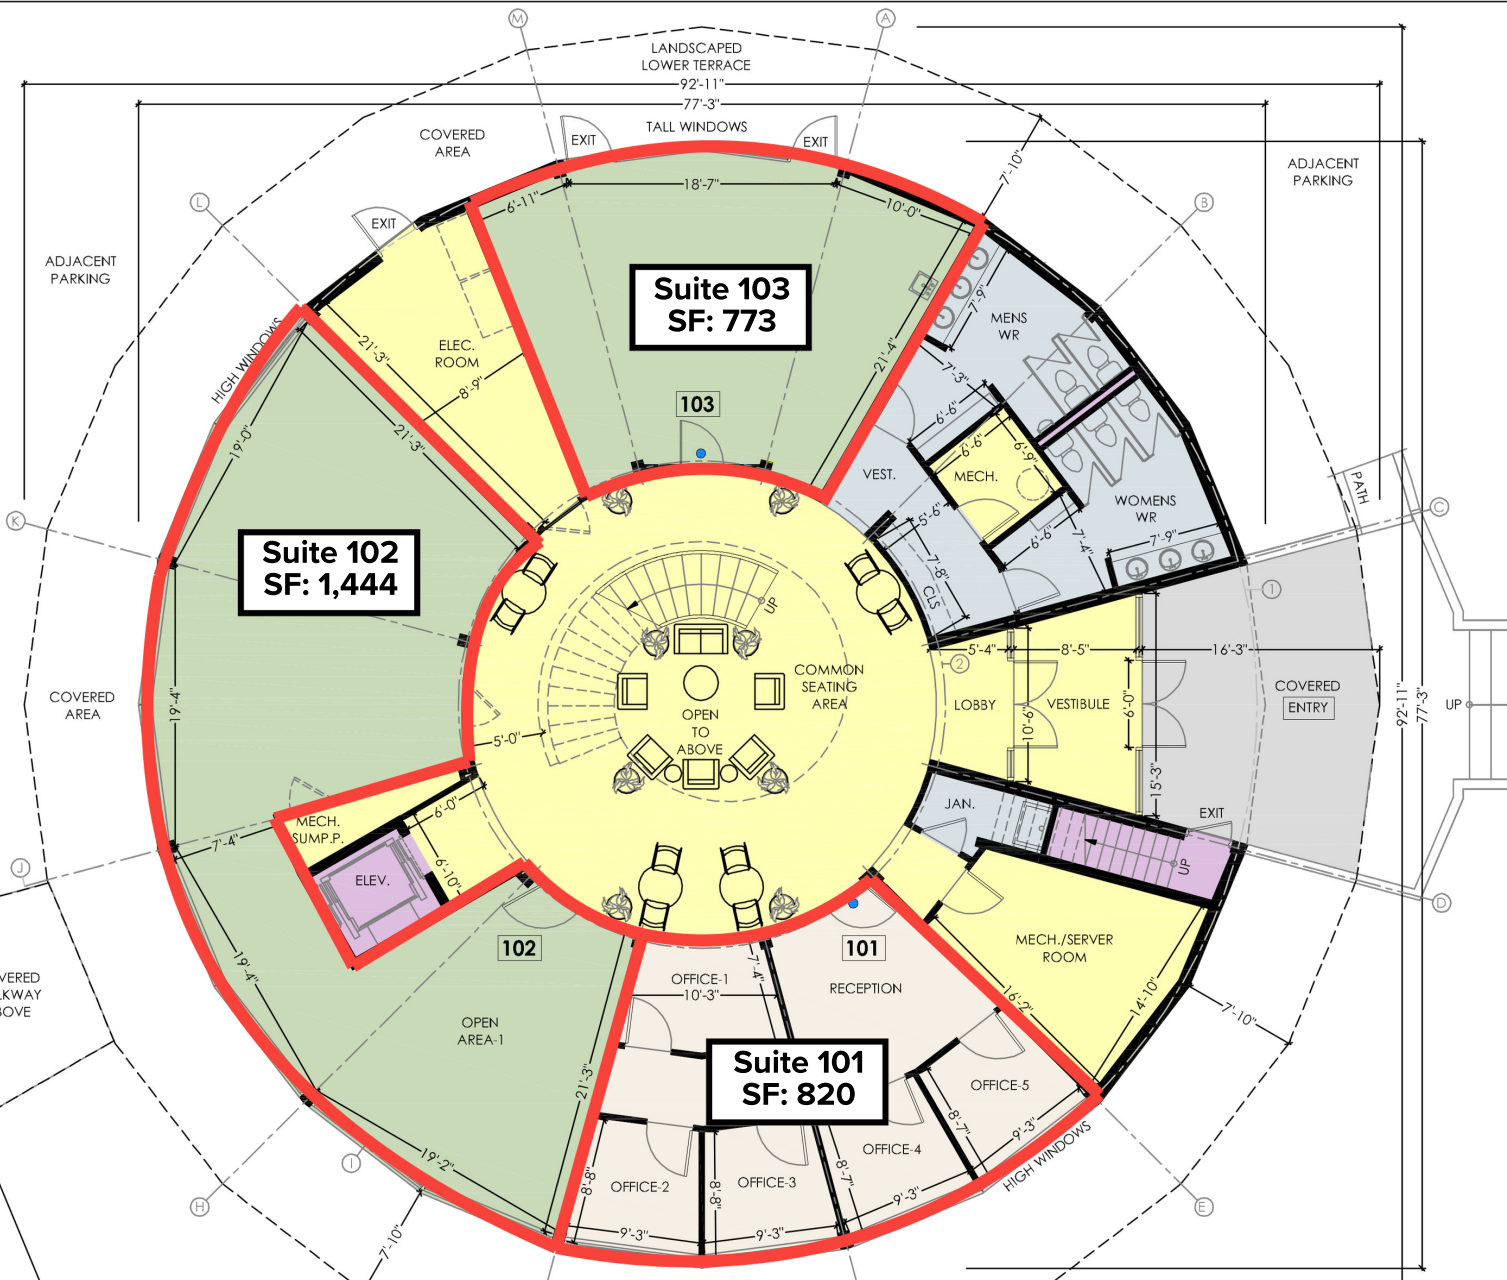 M
A
LANDSCAPED
LOWER TERRACE
92'-11"
77'-3"
TALL WINDOWS
COVERED
AREA
EXIT
EXIT
7'-10"
ADJACENT
PARKING
6'-11"
18'-7"
10'-0"
L
B
EXIT
ADJACENT
PARKING
Suite 103
SF: 773
7'-9"
MENS
WR
HIGH WINDOWS
21'-3"
ELEC.
ROOM
8'-9"
21'-4"
7'-3"
103
6'-6"
19'-0"
21'-3"
6'-6"
6'-9"
VEST.
MECH.
PATH
WOMENS
WR
C
K
5'-6"
6'-6"
7'-4"
7'-9"
Suite 102
SF: 1,444
7'-8"
CLS
1
UP
5'-4"
8'-5"
16'-3"
2
COMMON
SEATING
AREA
COVERED
ENTRY
COVERED
AREA
19'-4"
OPEN
TO
ABOVE
LOBBY
VESTIBULE
6'-0"
10'-6"
UP
92'-11"
77'-3"
5'-0"
15'-3"
6'-0"
JAN.
EXIT
MECH.
SUMP.P.
7'-4"
J
ELEV.
6'-10"
UP
D
102
101
MECH./SERVER
ROOM
19'-4"
OFFICE-1
10'-3"
7'-4"
RECEPTION
16'-2"
14'-10"
7'-10"
VERED
LKWAY
BOVE
OPEN
AREA-1
21'-3"
Suite 101
SF: 820
OFFICE-5
8'-7"
9'-3"
HIGH WINDOWS
19'-2"
I
OFFICE-4
8'-8"
OFFICE-2
8'-8"
OFFICE-3
8'-7"
9'-3"
H
E
9'-3"
9'-3"
7'-10"